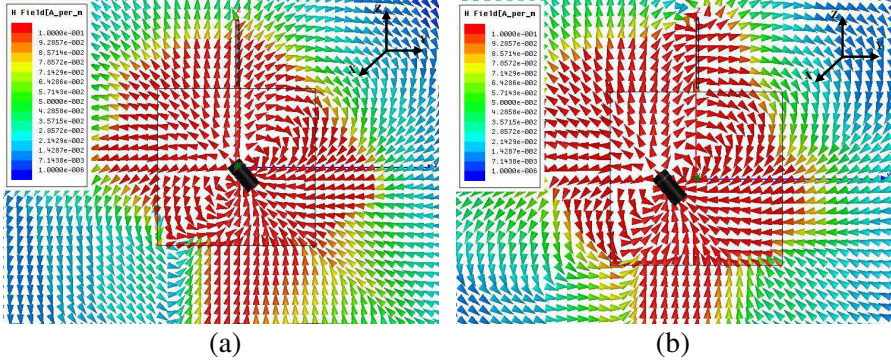 H Field[A_per_m
1.0000e-001
9.2857e-002
8.5714e-002
7.8572e-002
7.1429e-002
6.4286e-002
5.7143e-002
5.0000e-002
4.2858e-002
3.5715e-002
2.8572e-002
2.1429e-002
1.4287e-002
7.1438e-003
1.0000e-006
Z
Y
X
(a)
H Field[A_per_m
1.0000e-001
9.2857e-002
8.5714e-002
7.8572e-002
7.1429e-002
6.4286e-002
5.7143e-002
5.0000e-002
4.2858e-002
3.5715e-002
2.8572e-002
2.1429e-002
1.4287e-002
7.1438e-003
1.0000e-006
Z
Y
X
(b)